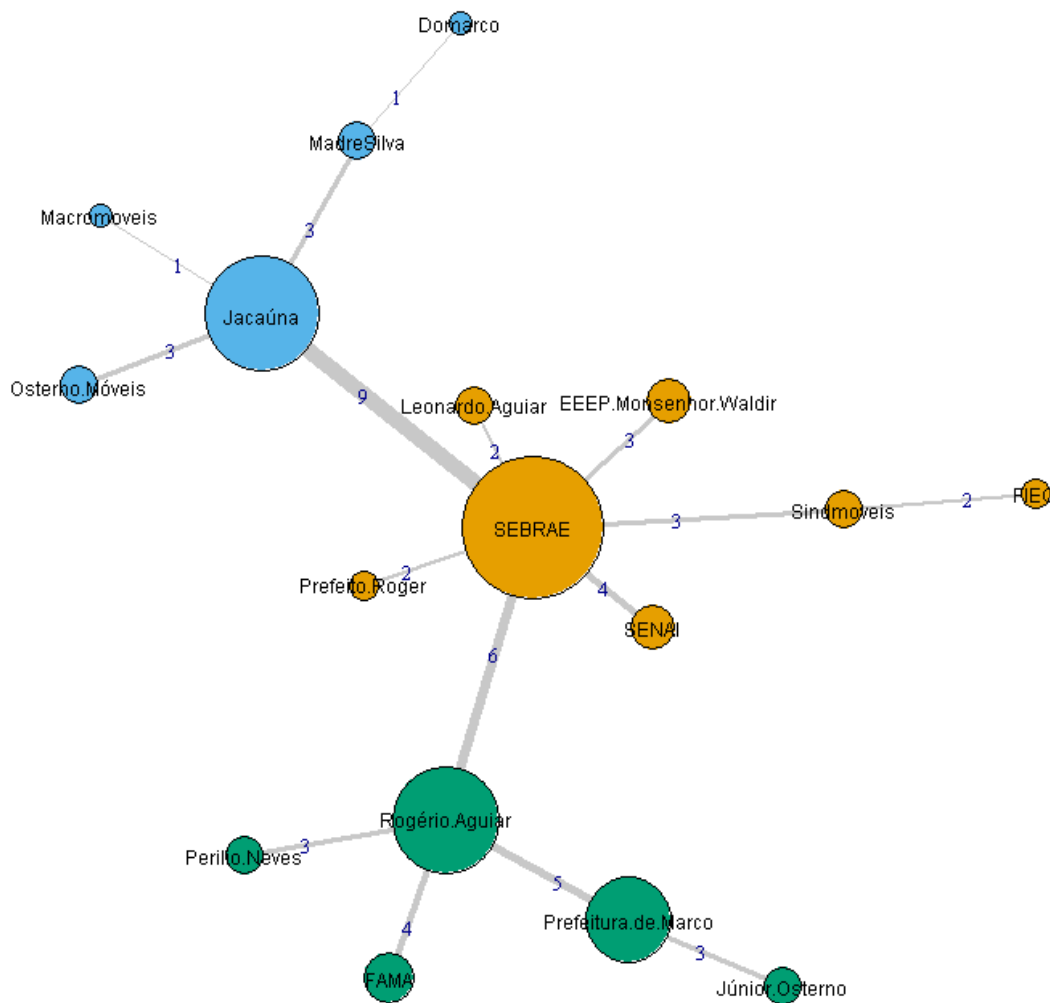 Domarco
1
MadreSilva
Macromoveis
3
1
Jacaúna
3
Osterno.Móveis
9
Leonardo.Aguiar
EEEP.Monsenhor.Waldir
2
3
FIEC
2
Sindmoveis
3
SEBRAE
2
Prefeito.Roger
4
SENAI
6
Rogério.Aguiar
3
Perillo.Neves
5
Prefeitura.de.Marco
4
3
FAMA
Júnior.Osterno